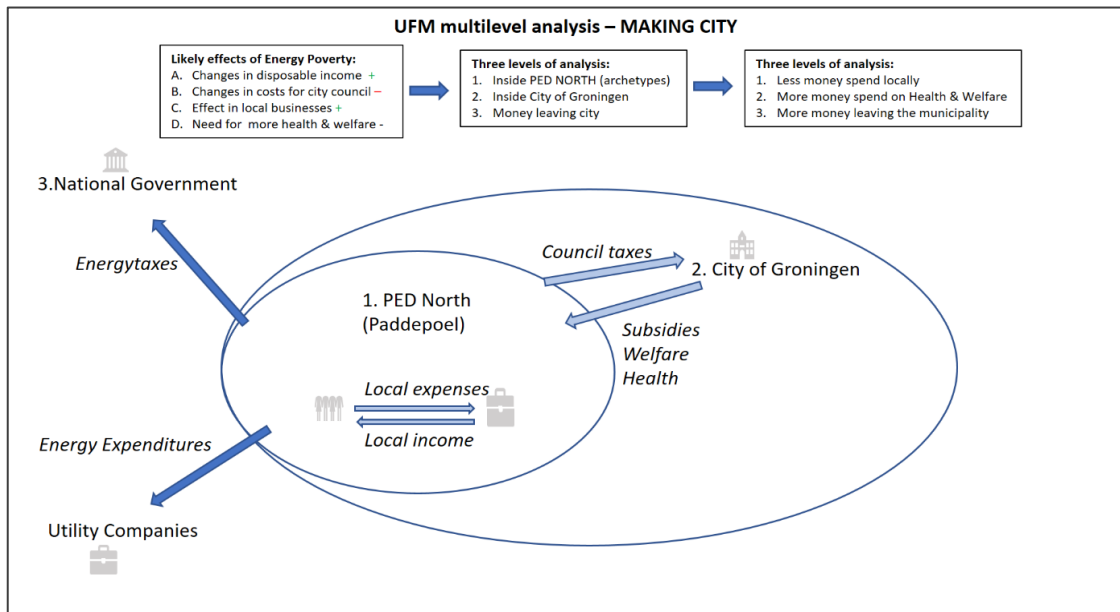 UFM multilevel analysis – MAKING CITY
Likely effects of Energy Poverty:
A. Changes in disposable income +
B. Changes in costs for city council –
C. Effect in local businesses +
D. Need for more health & welfare -
Three levels of analysis:
1. Inside PED NORTH (archetypes)
2. Inside City of Groningen
3. Money leaving city
Three levels of analysis:
1. Less money spend locally
2. More money spend on Health & Welfare
3. More money leaving the municipality
3.National Government
Energytaxes
Council taxes
2. City of Groningen
1. PED North
(Paddepoel)
Subsidies
Welfare
Health
Local expenses
Local income
Energy Expenditures
Utility Companies